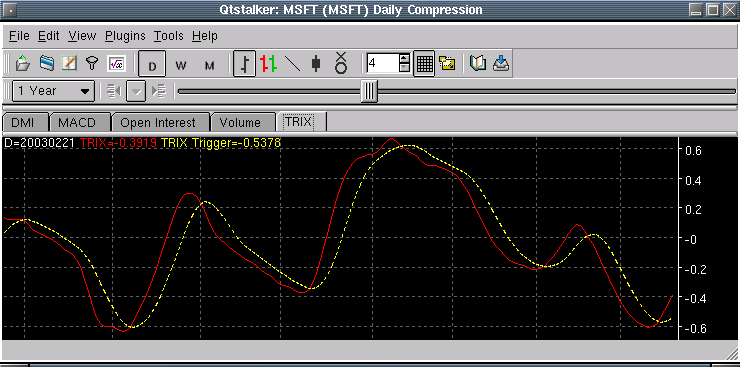 Qtstalker: MSFT (MSFT) Daily Compression
File Edit View Plugins Tools Help
D W M 4
1 Year
DMI MACD Open Interest Volume TRIX
D=20030221 TRIX=-0.3919 TRIX Trigger=-0.5378
0.6
0.4
0.2
-0
-0.2
-0.4
-0.6